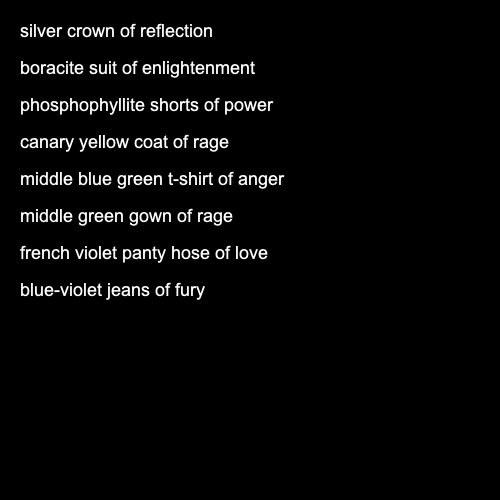 silver crown of reflection
boracite suit of enlightenment
phosphophyllite shorts of power
canary yellow coat of rage
middle blue green t-shirt of anger
middle green gown of rage
french violet panty hose of love
blue-violet jeans of fury